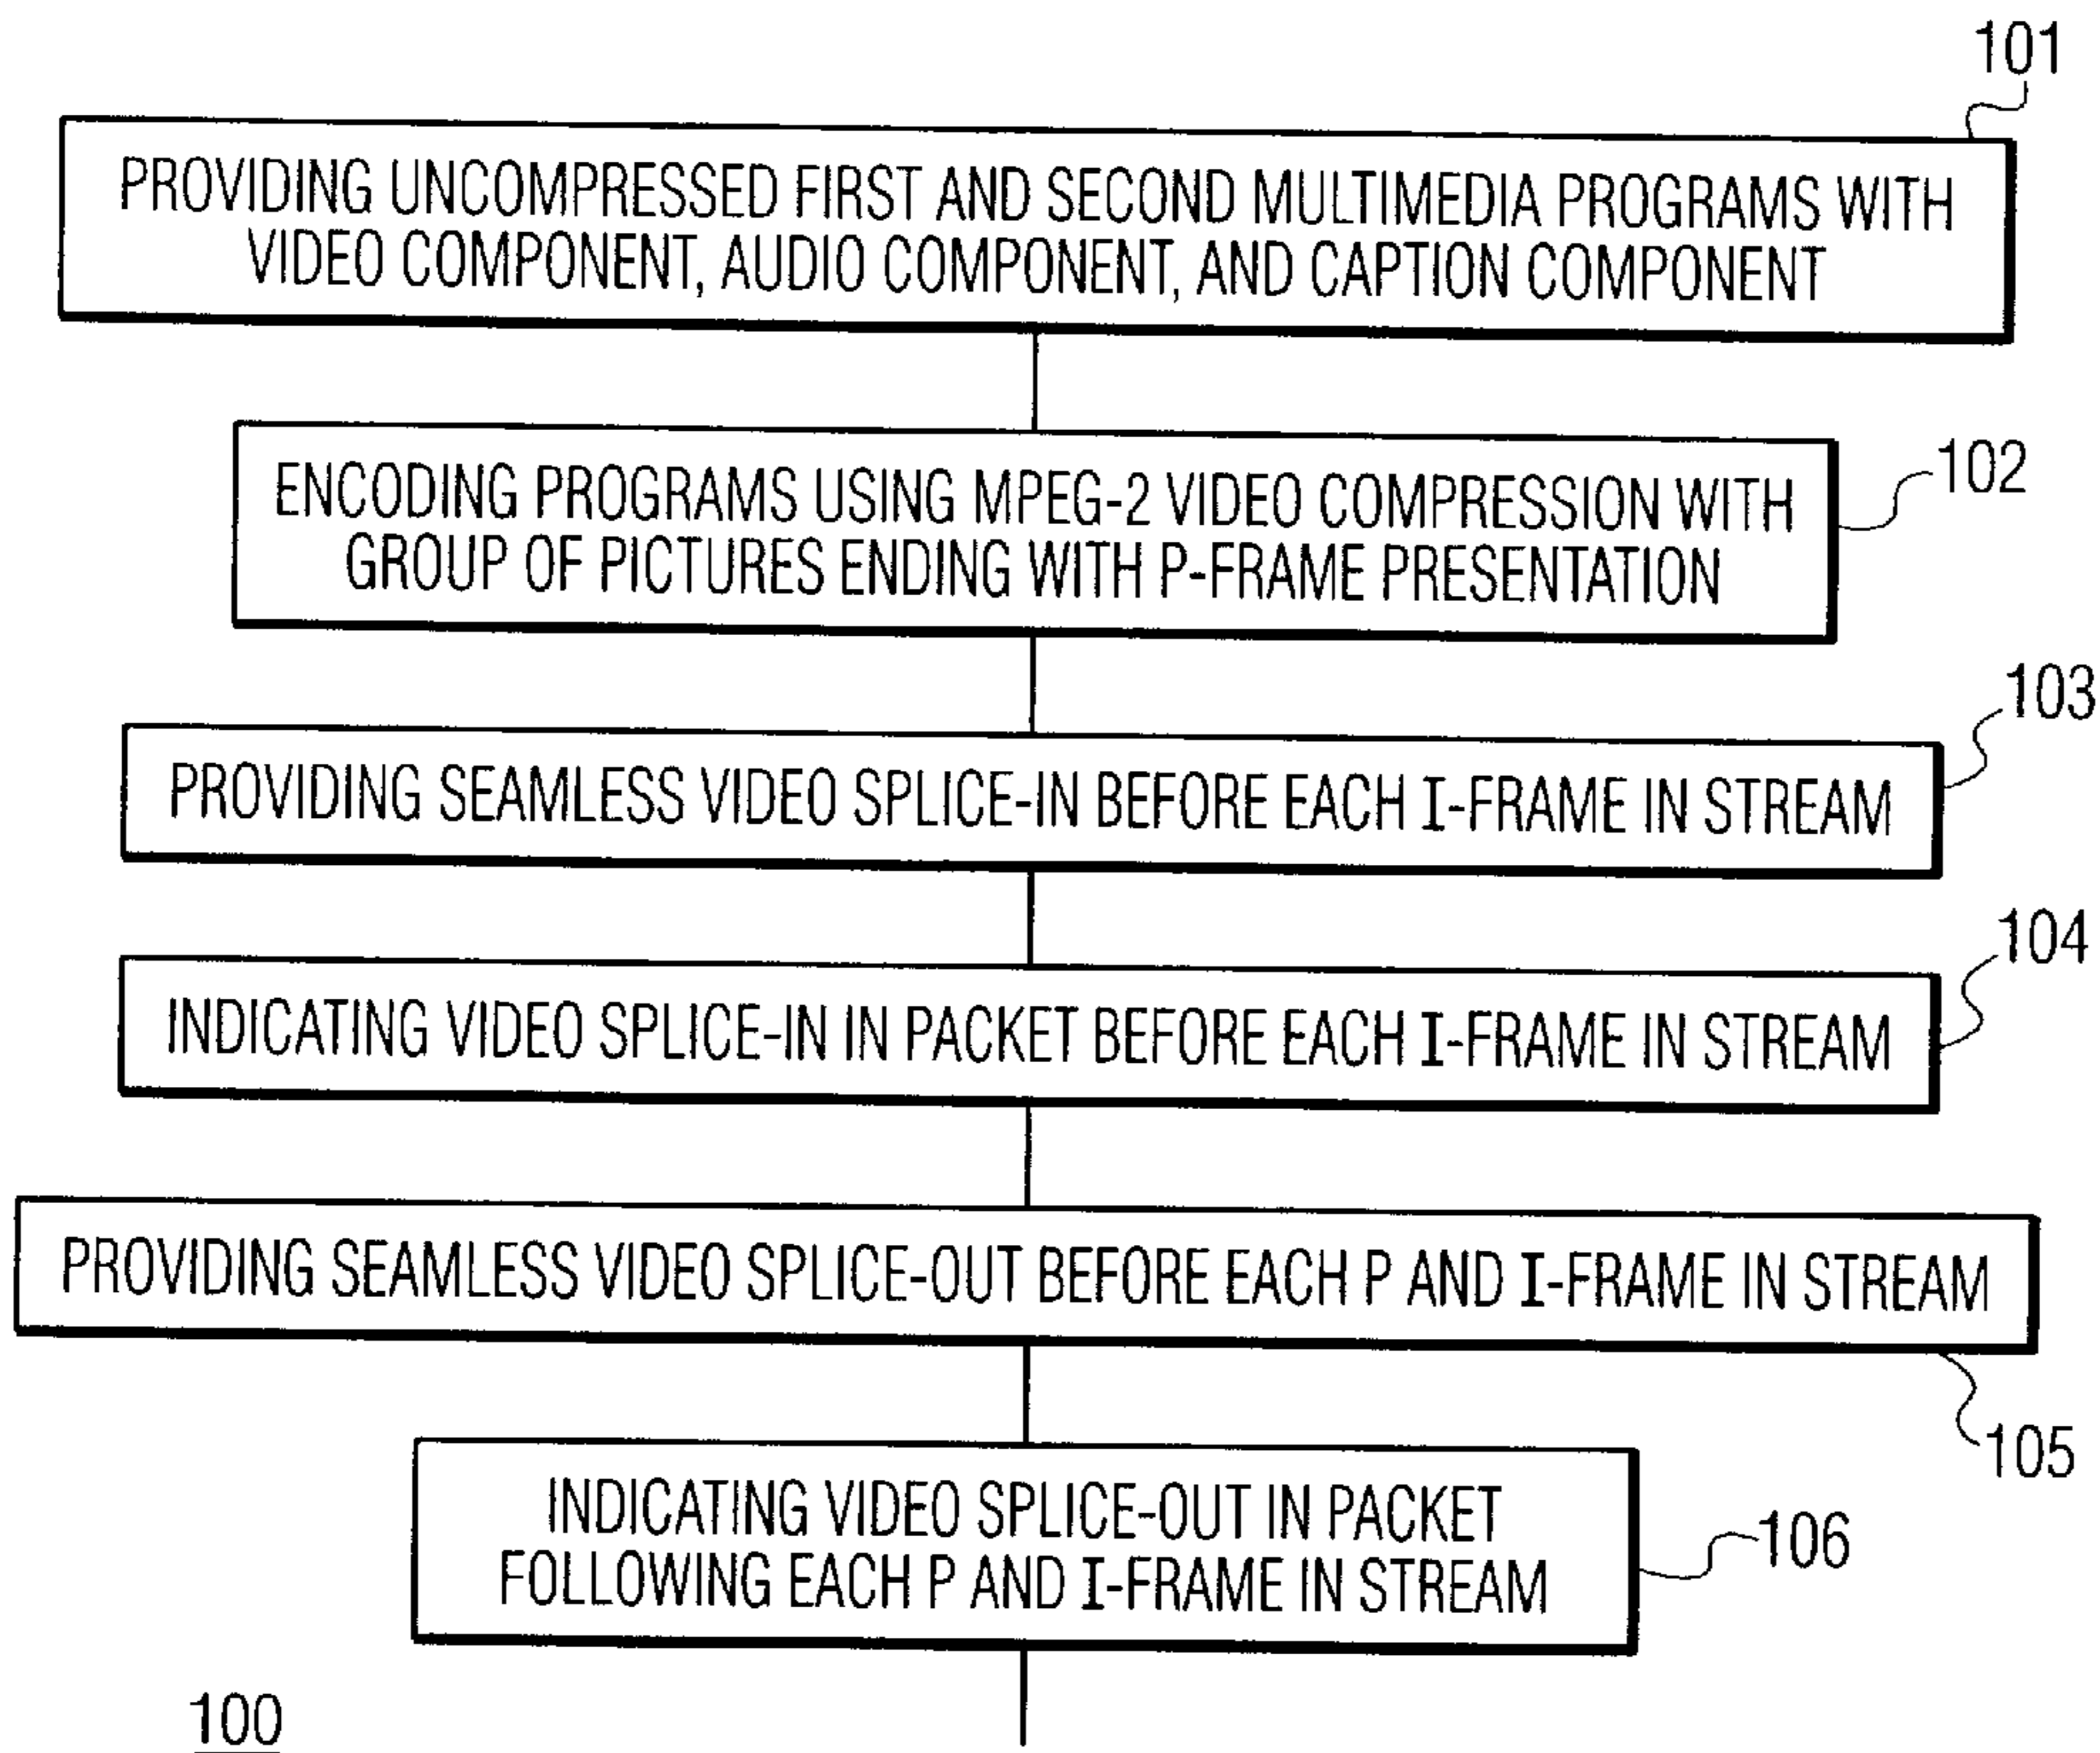 101
PROVIDING UNCOMPRESSED FIRST AND SECOND MULTIMEDIA PROGRAMS WITH
VIDEO COMPONENT, AUDIO COMPONENT, AND CAPTION COMPONENT
102
ENCODING PROGRAMS USING MPEG-2 VIDEO COMPRESSION WITH
GROUP OF PICTURES ENDING WITH P-FRAME PRESENTATION
103
PROVIDING SEAMLESS VIDEO SPLICE-IN BEFORE EACH I-FRAME IN STREAM
104
INDICATING VIDEO SPLICE-IN IN PACKET BEFORE EACH I-FRAME IN STREAM
PROVIDING SEAMLESS VIDEO SPLICE-OUT BEFORE EACH P AND I-FRAME IN STREAM
105
INDICATING VIDEO SPLICE-OUT IN PACKET
FOLLOWING EACH P AND I-FRAME IN STREAM
106
100